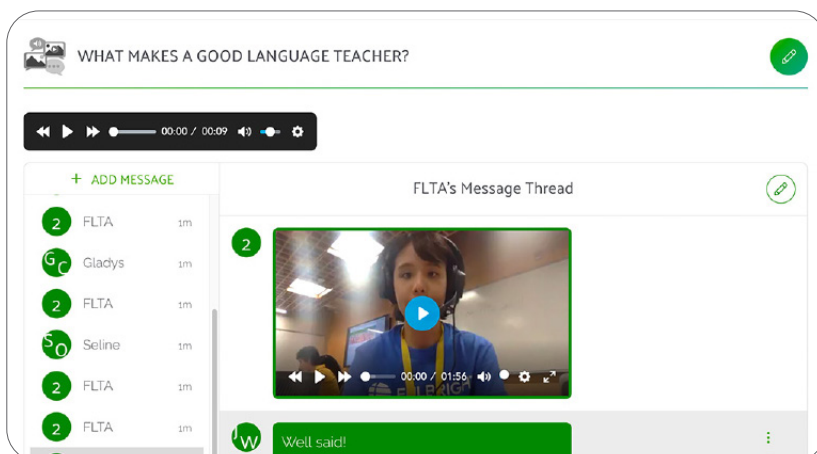 WHAT MAKES A GOOD LANGUAGE TEACHER?
00:00 / 00:09
+ ADD MESSAGE
2 FLTA 1m
GC Gladys 1m
2 FLTA 1m
SO Seline 1m
2 FLTA 1m
2 FLTA 1m
FLTA's Message Thread
2
00:00 / 01:56
JW Well said!